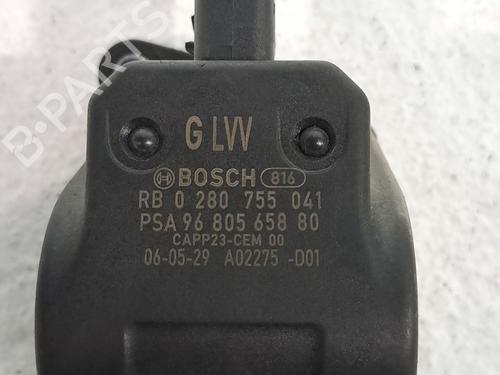 G LVV
BOSCH 816
RB 0 280 755 041
PSA 96 805 658 80
CAPP23-CEM 00
06-05-29 A02275 -D01
B-PARTS